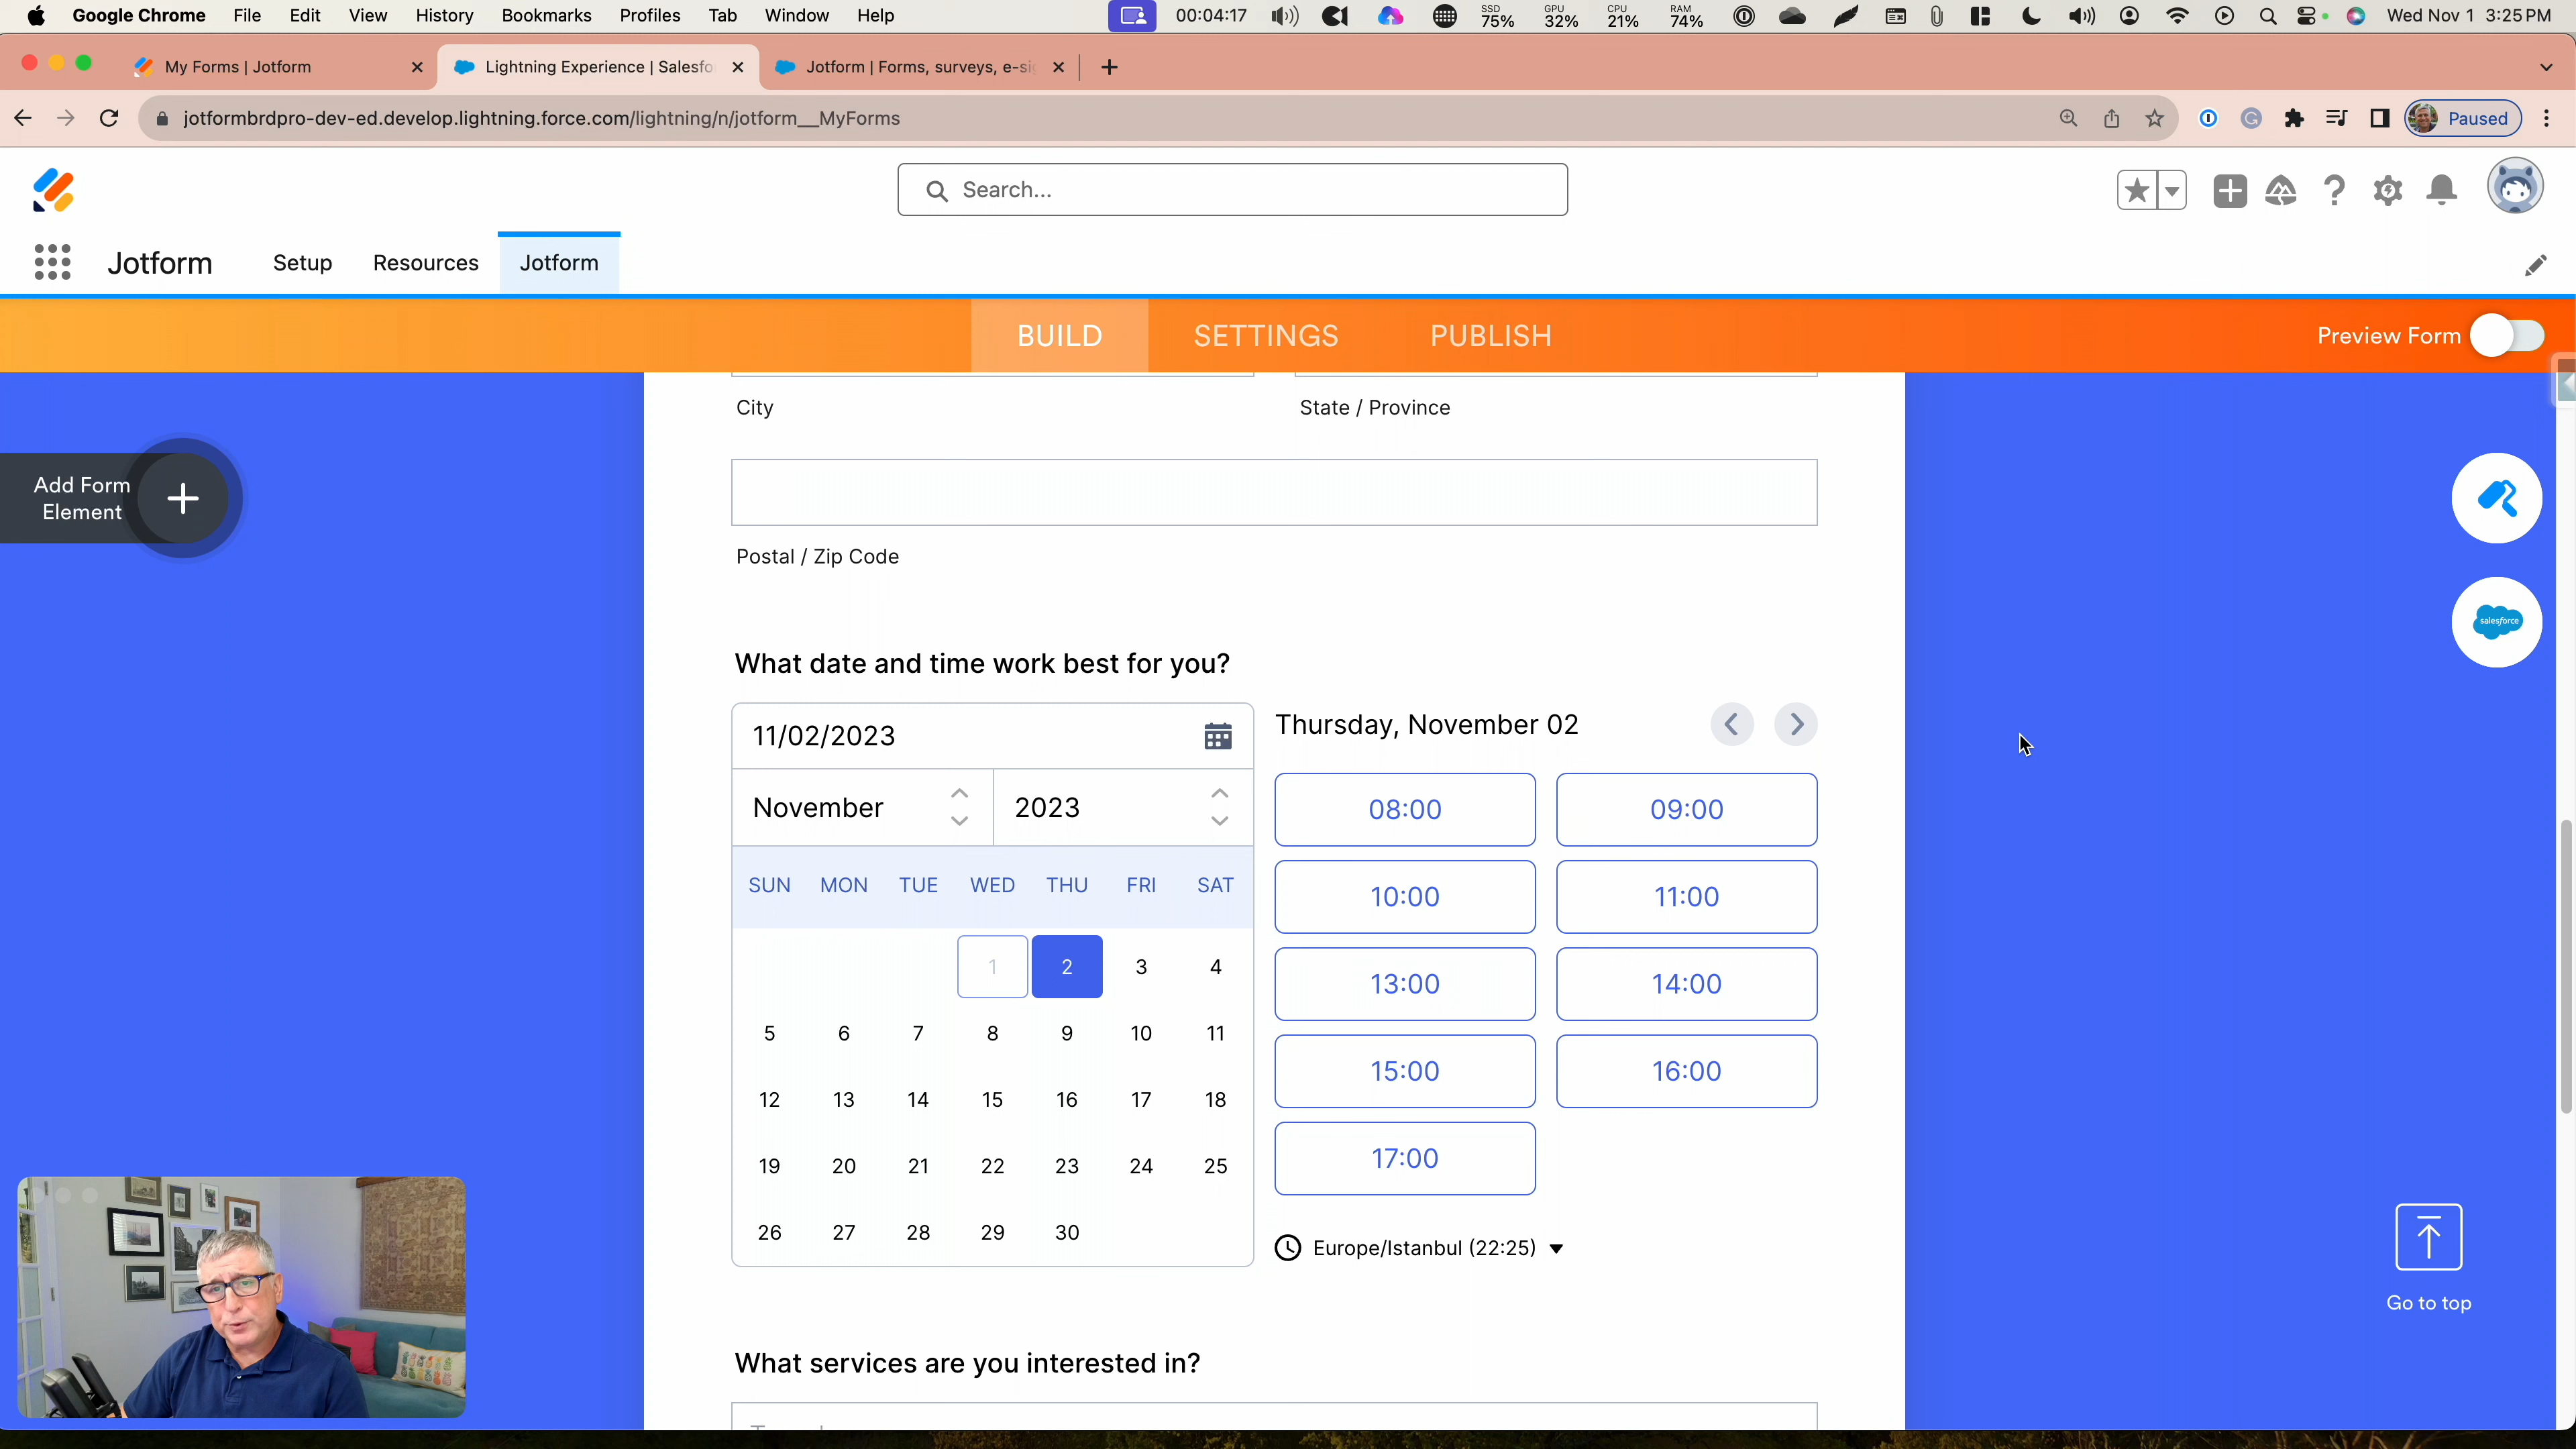 Google Chrome File Edit View History Bookmarks Profiles Tab Window Help 00:04:17 SSD 75% GPU 32% CPU 21% RAM 74% Wed Nov 1 3:25 PM
My Forms | Jotform Lightning Experience | Salesfo Jotform | Forms, surveys, e-si
jotformbrdpro-dev-ed.develop.lightning.force.com/lightning/n/jotform__MyForms Paused
Search...
Jotform Setup Resources Jotform
BUILD SETTINGS PUBLISH Preview Form
City State / Province
Add Form
Element
Postal / Zip Code
salesforce
What date and time work best for you?
11/02/2023 Thursday, November 02
November 2023 08:00 09:00
SUN MON TUE WED THU FRI SAT 10:00 11:00
1 2 3 4 13:00 14:00
5 6 7 8 9 10 11 15:00 16:00
12 13 14 15 16 17 18
19 20 21 22 23 24 25 17:00
26 27 28 29 30 Europe/Istanbul (22:25)
Go to top
What services are you interested in?